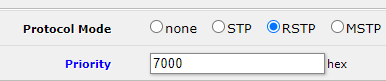 Protocol Mode none STP RSTP MSTP
Priority 7000 hex